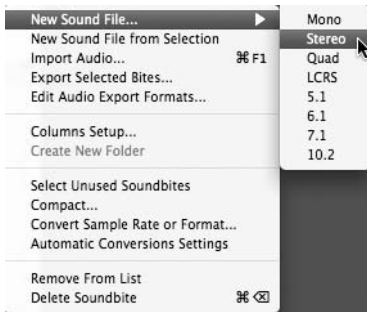 New Sound File... ▶
New Sound File from Selection
Import Audio... ⌘ F1
Export Selected Bites...
Edit Audio Export Formats...
Columns Setup...
Create New Folder
Select Unused Soundbites
Compact...
Convert Sample Rate or Format...
Automatic Conversions Settings
Remove From List
Delete Soundbite ⌘ ⌫
Mono
Stereo
Quad
LCRS
5.1
6.1
7.1
10.2